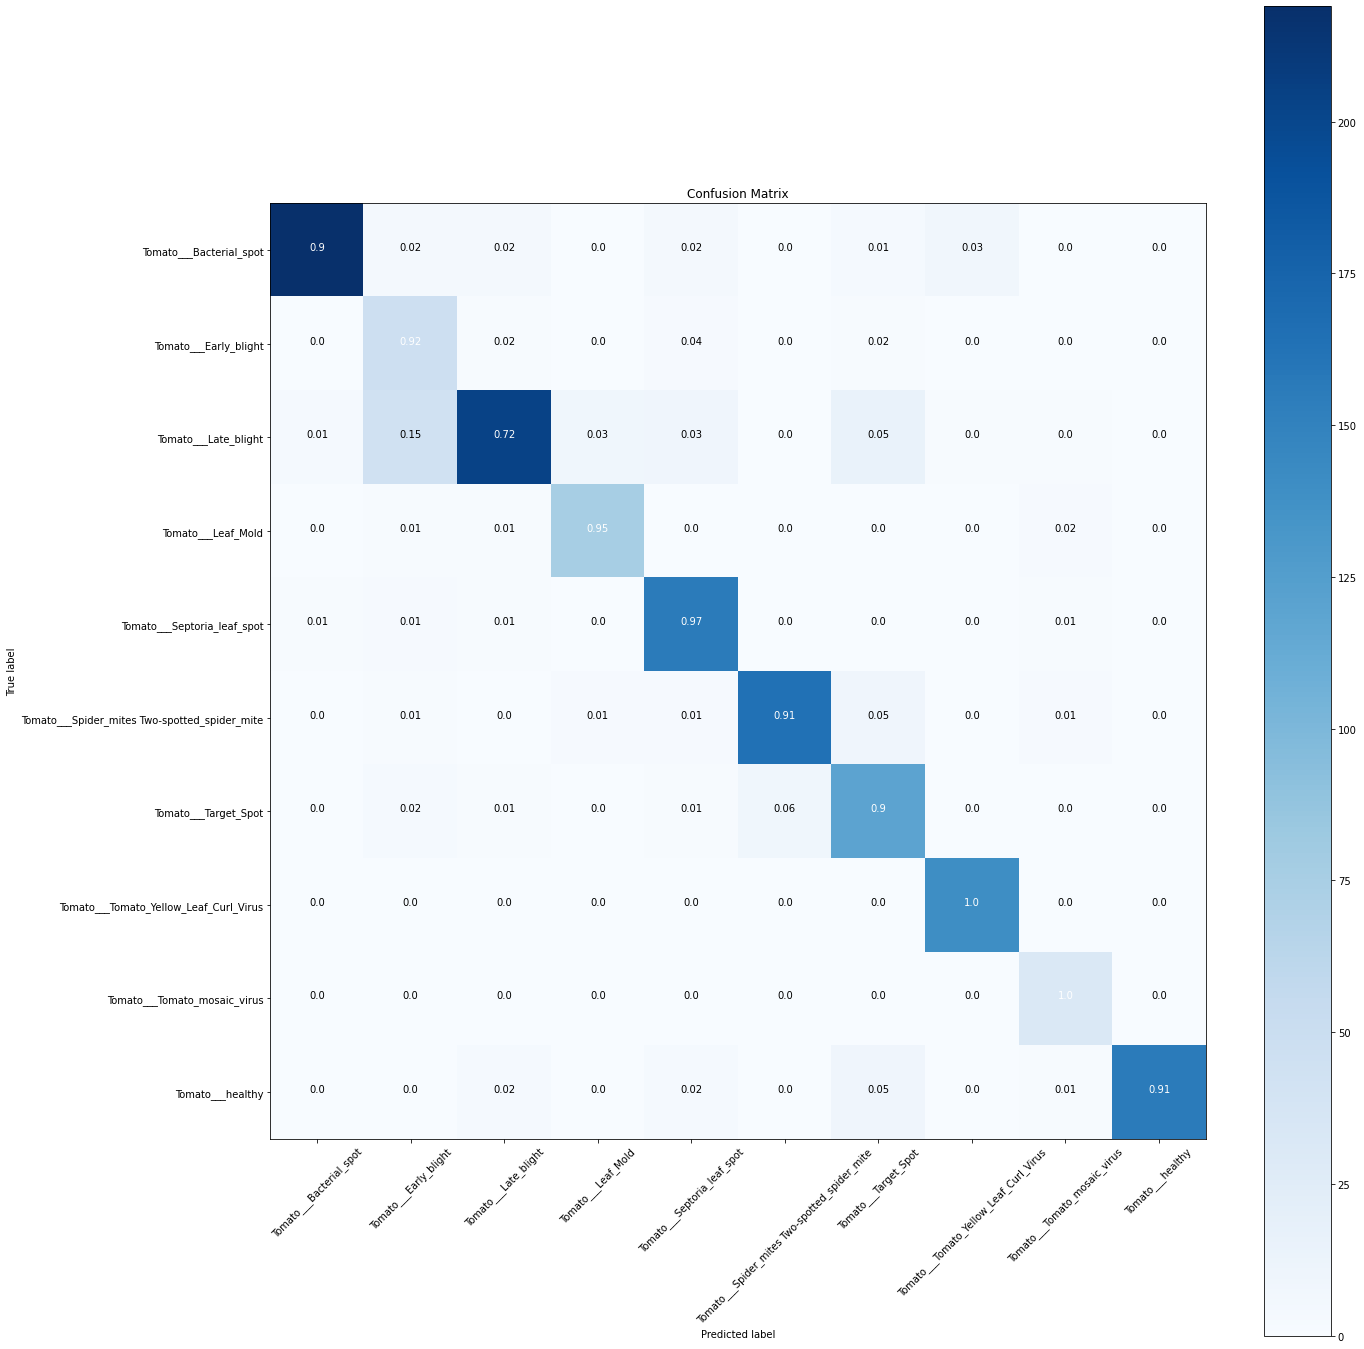 Confusion Matrix
True label
Tomato___Bacterial_spot 0.9 0.02 0.02 0.0 0.02 0.0 0.01 0.03 0.0 0.0
Tomato___Early_blight 0.0 0.92 0.02 0.0 0.04 0.0 0.02 0.0 0.0 0.0
Tomato___Late_blight 0.01 0.15 0.72 0.03 0.03 0.0 0.05 0.0 0.0 0.0
Tomato___Leaf_Mold 0.0 0.01 0.01 0.95 0.0 0.0 0.0 0.0 0.02 0.0
Tomato___Septoria_leaf_spot 0.01 0.01 0.01 0.0 0.97 0.0 0.0 0.0 0.01 0.0
Tomato___Spider_mites Two-spotted_spider_mite 0.0 0.01 0.0 0.01 0.01 0.91 0.05 0.0 0.01 0.0
Tomato___Target_Spot 0.0 0.02 0.01 0.0 0.01 0.06 0.9 0.0 0.0 0.0
Tomato___Tomato_Yellow_Leaf_Curl_Virus 0.0 0.0 0.0 0.0 0.0 0.0 0.0 1.0 0.0 0.0
Tomato___Tomato_mosaic_virus 0.0 0.0 0.0 0.0 0.0 0.0 0.0 0.0 1.0 0.0
Tomato___healthy 0.0 0.0 0.02 0.0 0.02 0.0 0.05 0.0 0.01 0.91
Tomato___Bacterial_spot
Tomato___Early_blight
Tomato___Late_blight
Tomato___Leaf_Mold
Tomato___Septoria_leaf_spot
Tomato___Spider_mites Two-spotted_spider_mite
Tomato___Target_Spot
Tomato___Tomato_Yellow_Leaf_Curl_Virus
Tomato___Tomato_mosaic_virus
Tomato___healthy
Predicted label
200
175
150
125
100
75
50
25
0